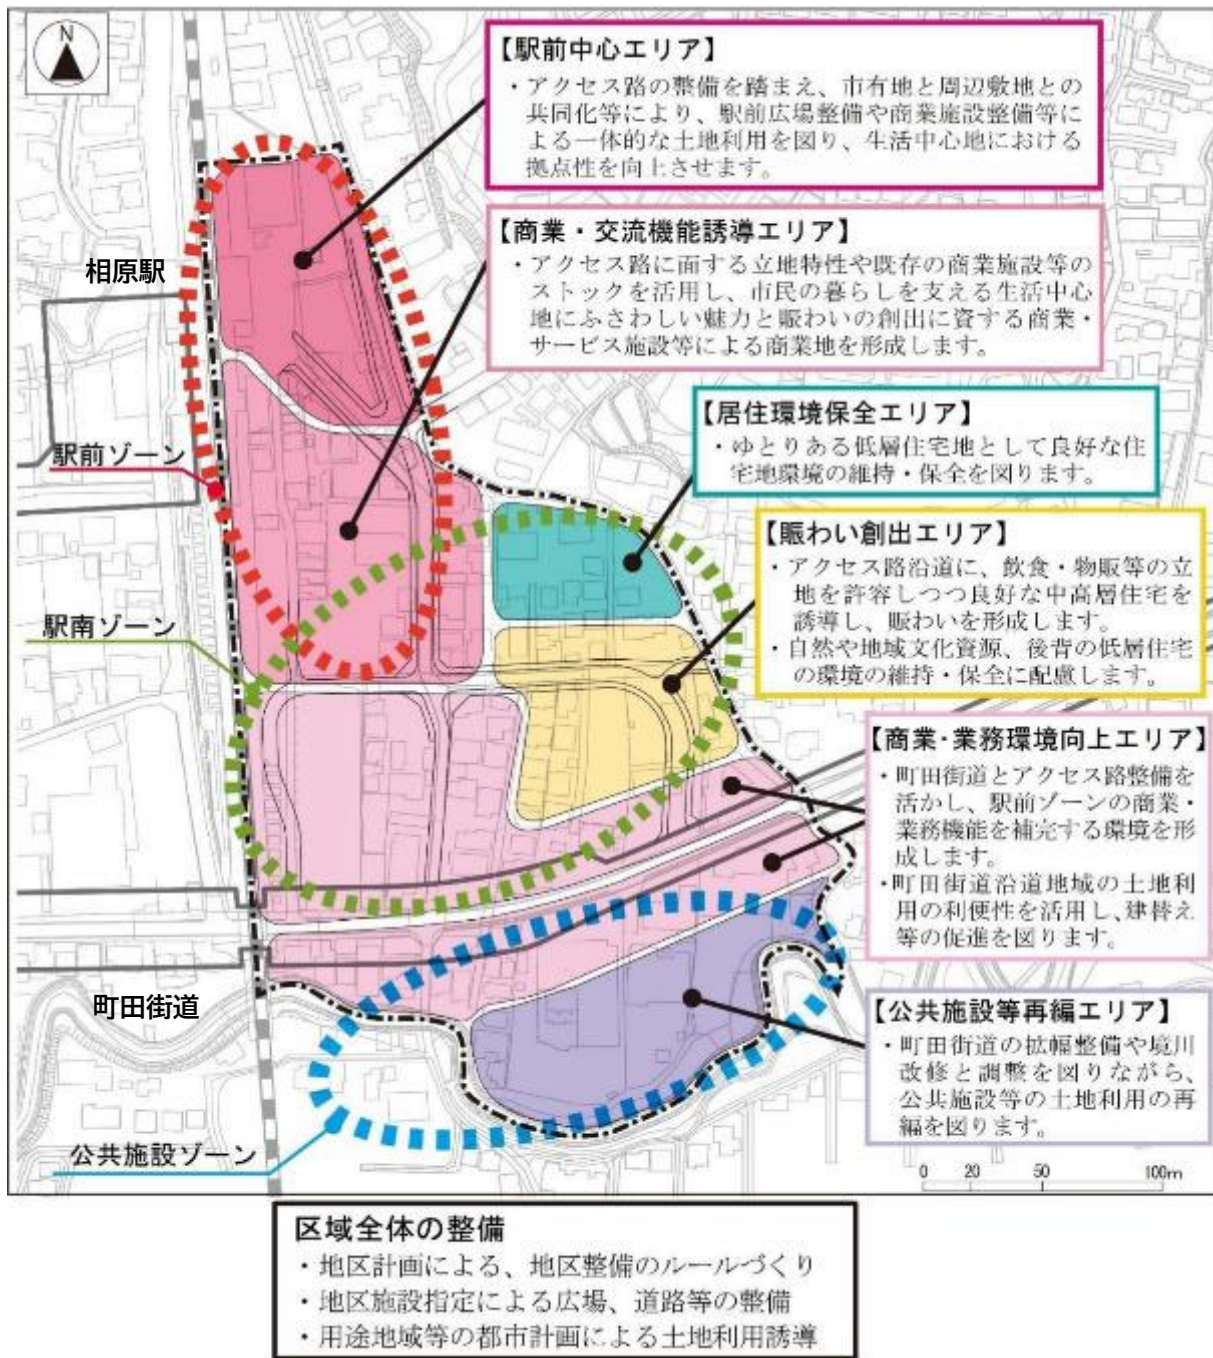 N
【駅前中心エリア】
・アクセス路の整備を踏まえ、市有地と周辺敷地との
共同化等により、駅前広場整備や商業施設整備等に
よる一体的な土地利用を図り、生活中心地における
拠点性を向上させます。
【商業・交流機能誘導エリア】
・アクセス路に面する立地特性や既存の商業施設等の
ストックを活用し、市民の暮らしを支える生活中心
地にふさわしい魅力と賑わいの創出に資する商業・
サービス施設等による商業地を形成します。
相原駅
【居住環境保全エリア】
・ゆとりある低層住宅地として良好な住
宅地環境の維持・保全を図ります。
駅前ゾーン
【賑わい創出エリア】
・アクセス路沿道に、飲食・物販等の立
地を許容しつつ良好な中高層住宅を
誘導し、賑わいを形成します。
・自然や地域文化資源、後背の低層住宅
の環境の維持・保全に配慮します。
駅南ゾーン
【商業・業務環境向上エリア】
・町田街道とアクセス路整備を
活かし、駅前ゾーンの商業・
業務機能を補完する環境を形
成します。
・町田街道沿道地域の土地利
用の利便性を活用し、建替え
等の促進を図ります。
町田街道
【公共施設等再編エリア】
・町田街道の拡幅整備や境川
改修と調整を図りながら、
公共施設等の土地利用の再
編を図ります。
公共施設ゾーン
0 20 50 100m
区域全体の整備
・地区計画による、地区整備のルールづくり
・地区施設指定による広場、道路等の整備
・用途地域等の都市計画による土地利用誘導